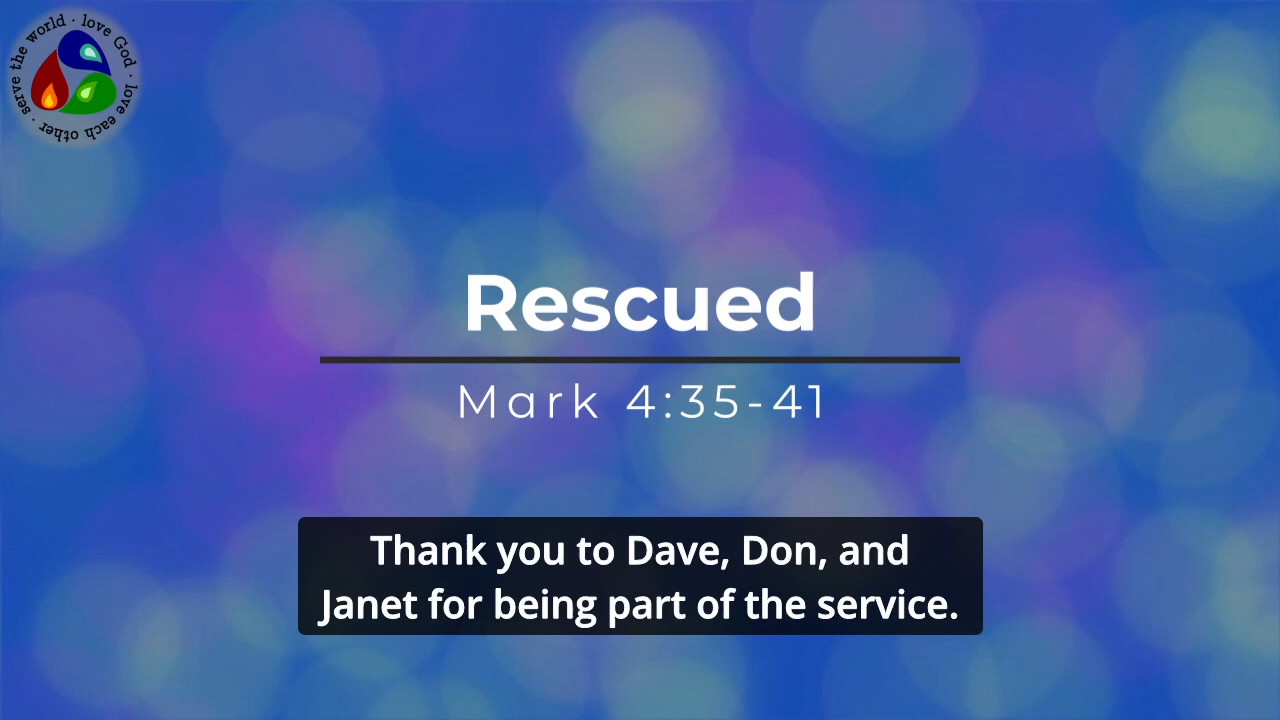 serve the world · love God · love each other ·
Rescued
Mark 4:35-41
Thank you to Dave, Don, and
Janet for being part of the service.